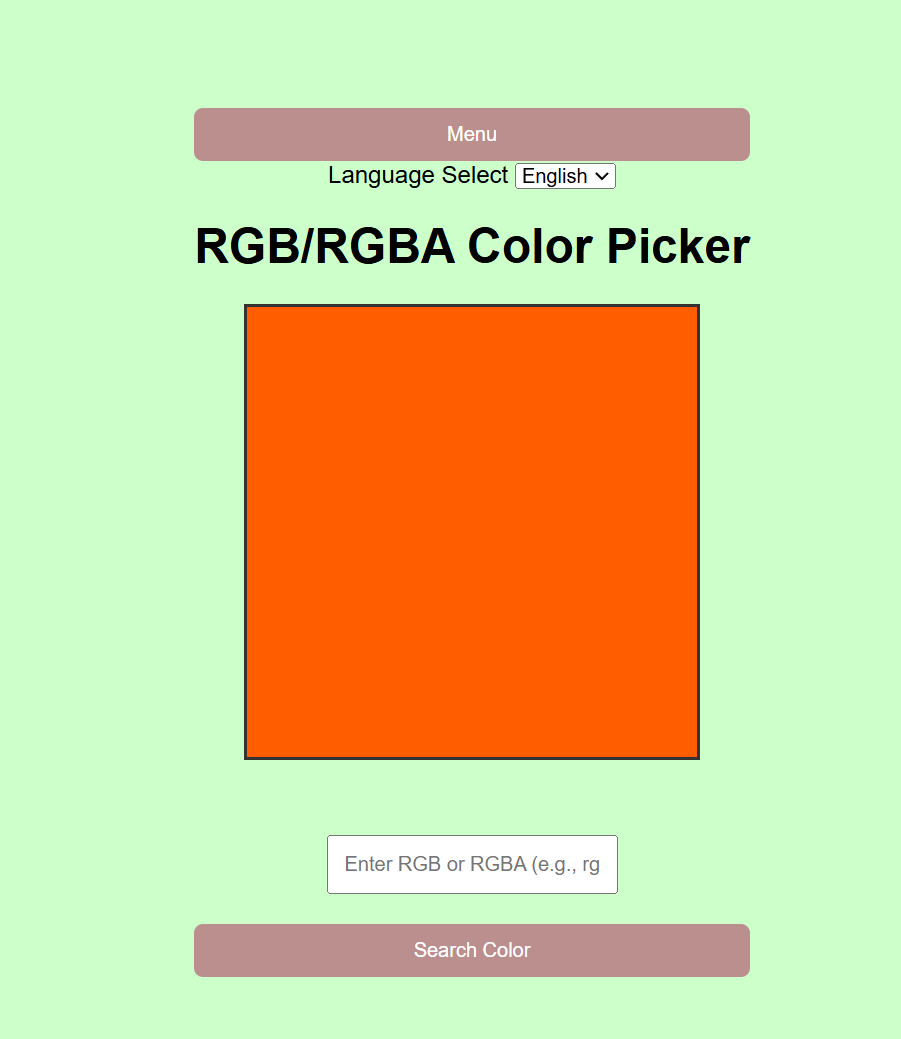 Menu
Language Select English
RGB/RGBA Color Picker
Enter RGB or RGBA (e.g., rg
Search Color